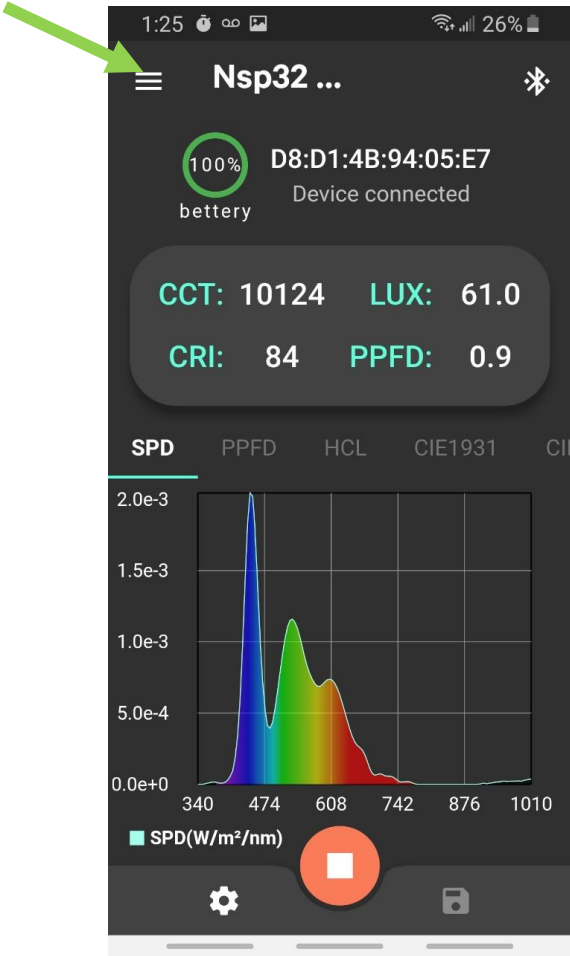 1:25 26%
Nsp32 ...
100%
bettery
D8:D1:4B:94:05:E7
Device connected
CCT: 10124 LUX: 61.0
CRI: 84 PPFD: 0.9
SPD PPFD HCL CIE1931 CI
2.0e-3
1.5e-3
1.0e-3
5.0e-4
0.0e+0
340 474 608 742 876 1010
SPD(W/m²/nm)